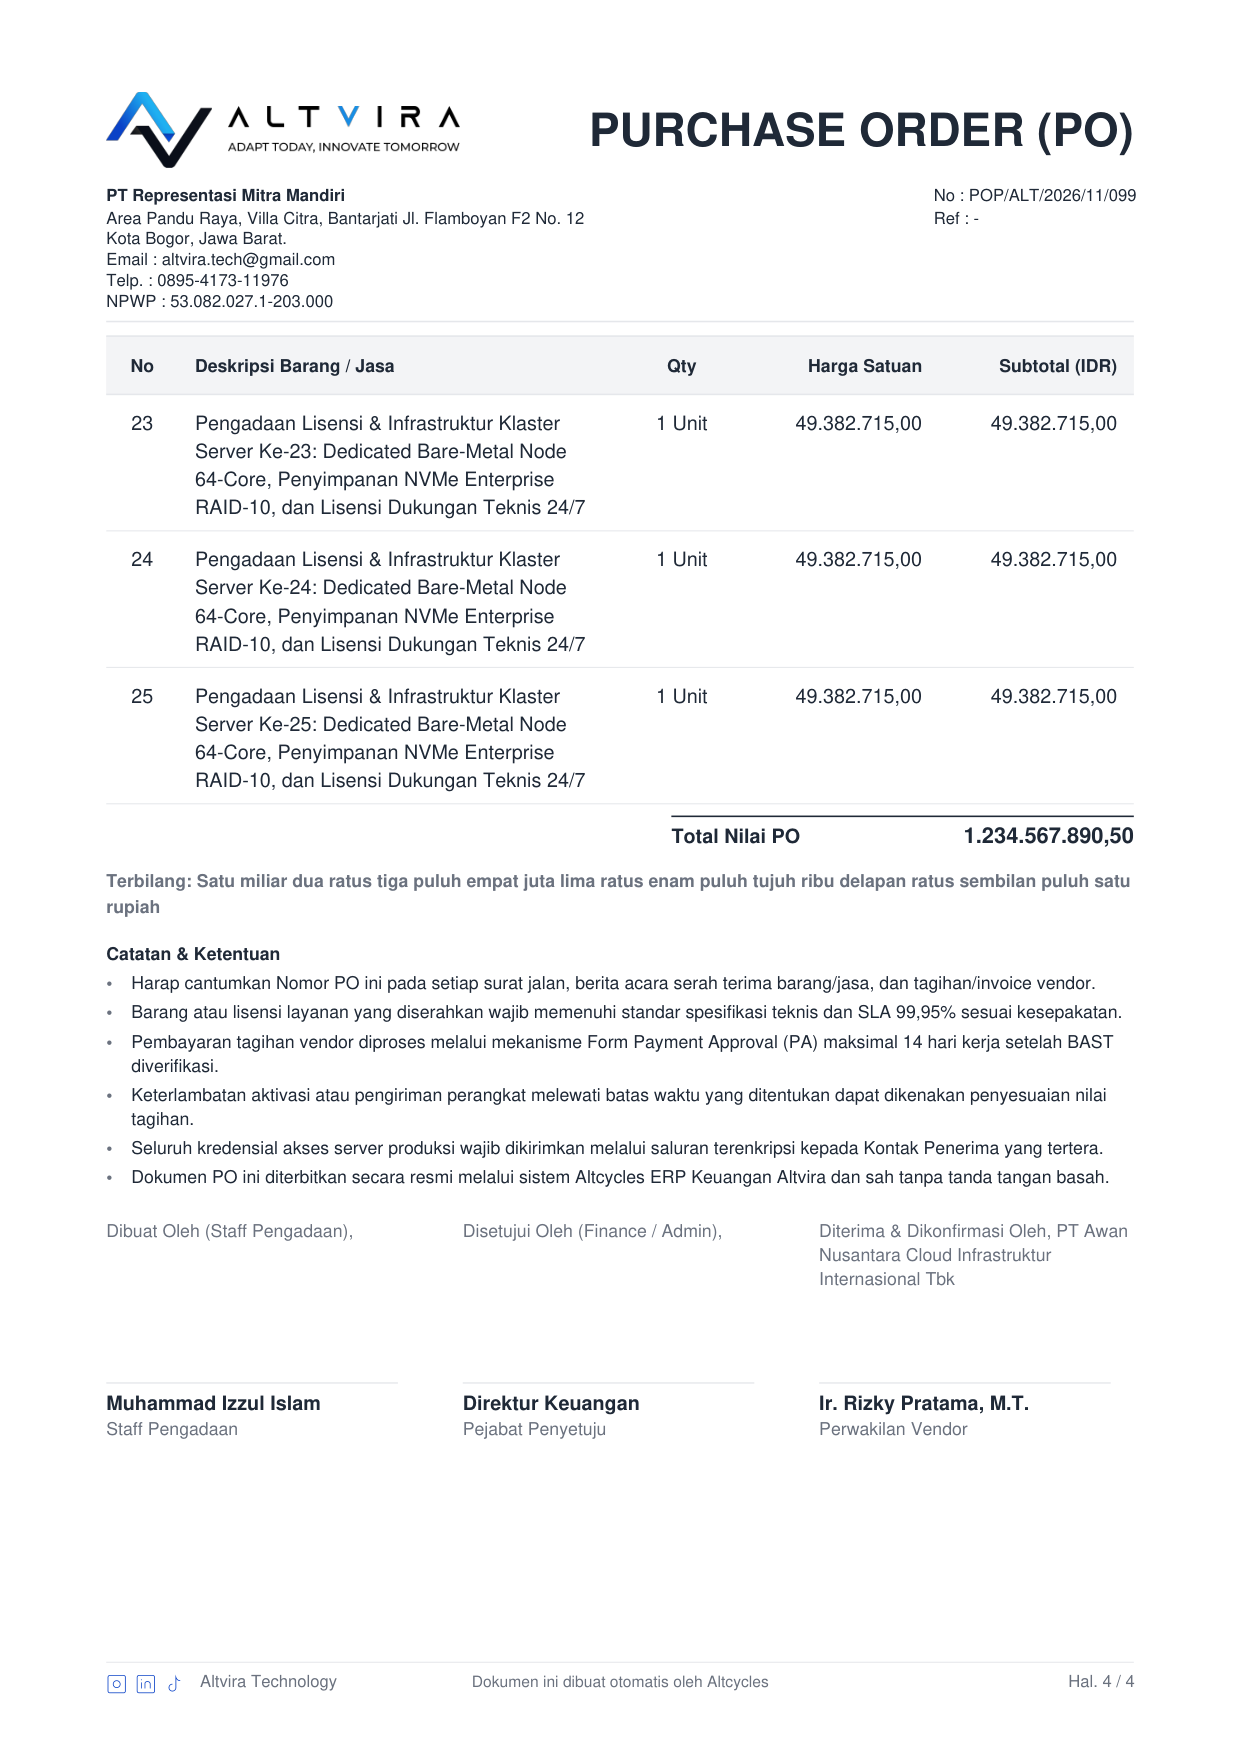 ALTVIRA
ADAPT TODAY, INNOVATE TOMORROW
PURCHASE ORDER (PO)
PT Representasi Mitra Mandiri
Area Pandu Raya, Villa Citra, Bantarjati Jl. Flamboyan F2 No. 12
Kota Bogor, Jawa Barat.
Email : altvira.tech@gmail.com
Telp. : 0895-4173-11976
NPWP : 53.082.027.1-203.000
No : POP/ALT/2026/11/099
Ref : -
No Deskripsi Barang / Jasa Qty Harga Satuan Subtotal (IDR)
23 Pengadaan Lisensi & Infrastruktur Klaster 1 Unit 49.382.715,00 49.382.715,00
Server Ke-23: Dedicated Bare-Metal Node
64-Core, Penyimpanan NVMe Enterprise
RAID-10, dan Lisensi Dukungan Teknis 24/7
24 Pengadaan Lisensi & Infrastruktur Klaster 1 Unit 49.382.715,00 49.382.715,00
Server Ke-24: Dedicated Bare-Metal Node
64-Core, Penyimpanan NVMe Enterprise
RAID-10, dan Lisensi Dukungan Teknis 24/7
25 Pengadaan Lisensi & Infrastruktur Klaster 1 Unit 49.382.715,00 49.382.715,00
Server Ke-25: Dedicated Bare-Metal Node
64-Core, Penyimpanan NVMe Enterprise
RAID-10, dan Lisensi Dukungan Teknis 24/7
Total Nilai PO 1.234.567.890,50
Terbilang: Satu miliar dua ratus tiga puluh empat juta lima ratus enam puluh tujuh ribu delapan ratus sembilan puluh satu
rupiah
Catatan & Ketentuan
• Harap cantumkan Nomor PO ini pada setiap surat jalan, berita acara serah terima barang/jasa, dan tagihan/invoice vendor.
• Barang atau lisensi layanan yang diserahkan wajib memenuhi standar spesifikasi teknis dan SLA 99,95% sesuai kesepakatan.
• Pembayaran tagihan vendor diproses melalui mekanisme Form Payment Approval (PA) maksimal 14 hari kerja setelah BAST
diverifikasi.
• Keterlambatan aktivasi atau pengiriman perangkat melewati batas waktu yang ditentukan dapat dikenakan penyesuaian nilai
tagihan.
• Seluruh kredensial akses server produksi wajib dikirimkan melalui saluran terenkripsi kepada Kontak Penerima yang tertera.
• Dokumen PO ini diterbitkan secara resmi melalui sistem Altcycles ERP Keuangan Altvira dan sah tanpa tanda tangan basah.
Dibuat Oleh (Staff Pengadaan),
Muhammad Izzul Islam
Staff Pengadaan
Disetujui Oleh (Finance / Admin),
Direktur Keuangan
Pejabat Penyetuju
Diterima & Dikonfirmasi Oleh, PT Awan
Nusantara Cloud Infrastruktur
Internasional Tbk
Ir. Rizky Pratama, M.T.
Perwakilan Vendor
Altvira Technology Dokumen ini dibuat otomatis oleh Altcycles Hal. 4 / 4